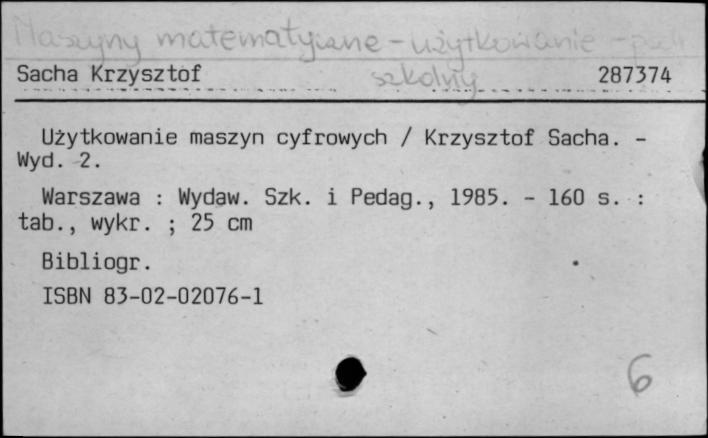 Maszyny matematyczne - użytkowanie - podr
szkolny
Sacha Krzysztof 287374
Użytkowanie maszyn cyfrowych / Krzysztof Sacha. -
Wyd. 2.
Warszawa : Wydaw. Szk. i Pedag., 1985. - 160 s. :
tab., wykr. ; 25 cm
Bibliogr.
ISBN 83-02-02076-1
6